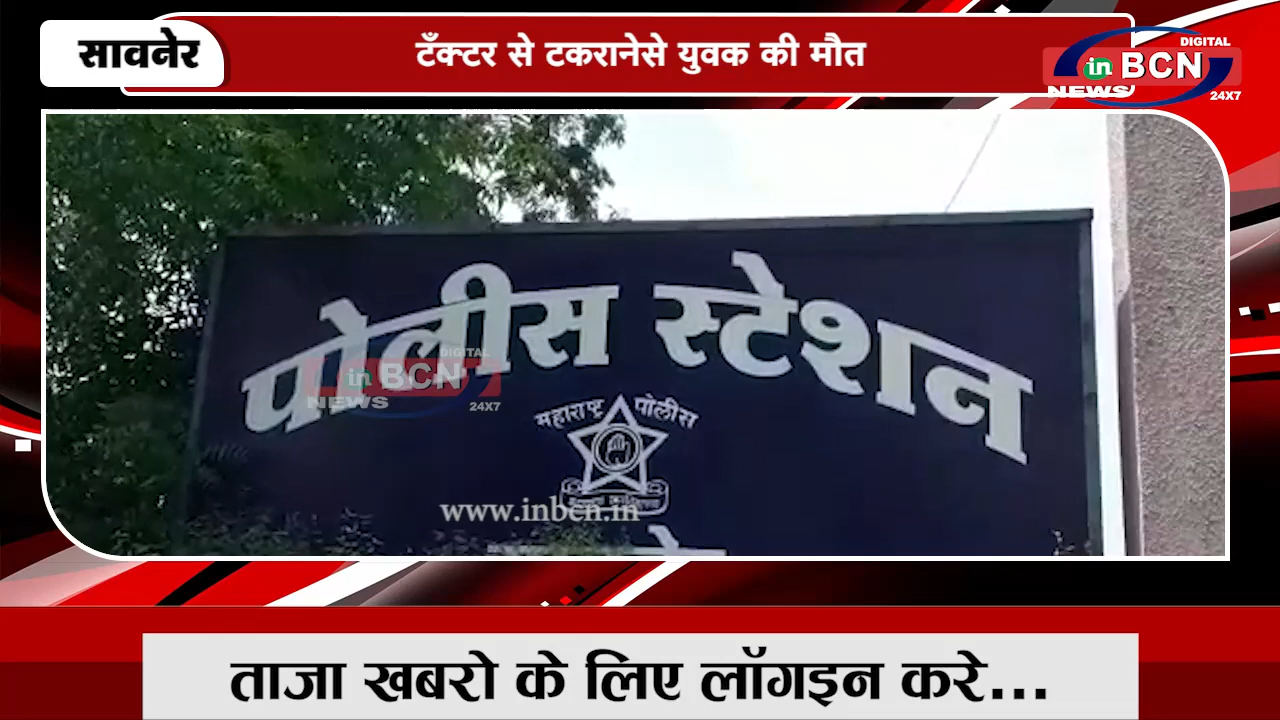 सावनेर
टँक्टर से टकरानेसे युवक की मौत
DIGITAL
in BCN
NEWS
24X7
पोलीस स्टेशन
DIGITAL
in BCN
NEWS
24X7
महाराष्ट्र पोलीस
www.inbcn.in
ताजा खबरो के लिए लॉगइन करे...